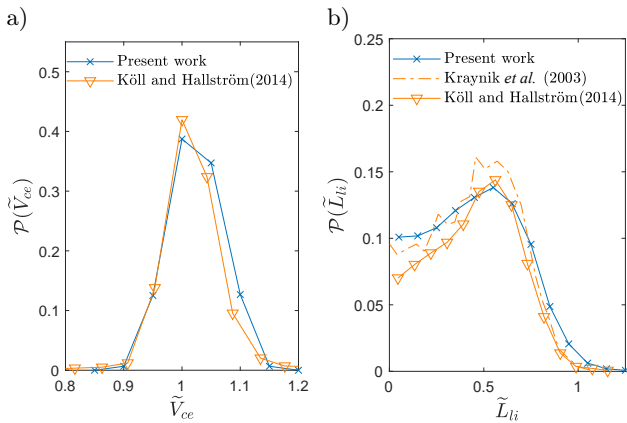 a)
Present work
Köll and Hallström(2014)
0.5
0.4
0.3
0.2
0.1
0
0.8 0.9 1 1.1 1.2
𝒫(Ṽ_ce)
Ṽ_ce
b)
Present work
Kraynik et al. (2003)
Köll and Hallström(2014)
0.25
0.2
0.15
0.1
0.05
0
0 0.5 1
𝒫(L̃_li)
L̃_li